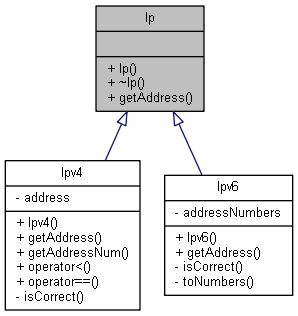 Ip
+ Ip()
+ ~Ip()
+ getAddress()
Ipv4
- address
+ Ipv4()
+ getAddress()
+ getAddressNum()
+ operator<()
+ operator==()
- isCorrect()
Ipv6
- addressNumbers
+ Ipv6()
+ getAddress()
- isCorrect()
- toNumbers()